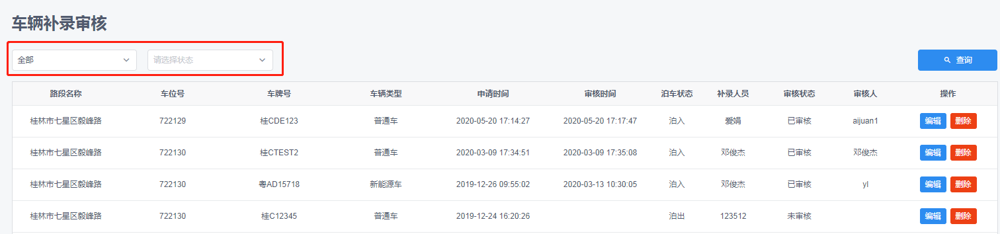 车辆补录审核
全部 请选择状态 查询
路段名称 车位号 车牌号 车辆类型 申请时间 审核时间 泊车状态 补录人员 审核状态 审核人 操作
桂林市七星区毅峰路 722129 桂CDE123 普通车 2020-05-20 17:14:27 2020-05-20 17:17:47 泊入 爱娟 已审核 aijuan1 编辑 删除
桂林市七星区毅峰路 722130 桂CTEST2 普通车 2020-03-09 17:34:51 2020-03-09 17:35:08 泊入 邓俊杰 已审核 邓俊杰 编辑 删除
桂林市七星区毅峰路 722130 粤AD15718 新能源车 2019-12-26 09:55:02 2020-03-13 10:30:05 泊入 邓俊杰 已审核 yl 编辑 删除
桂林市七星区毅峰路 722130 桂C12345 普通车 2019-12-24 16:20:26 泊出 123512 未审核 编辑 删除